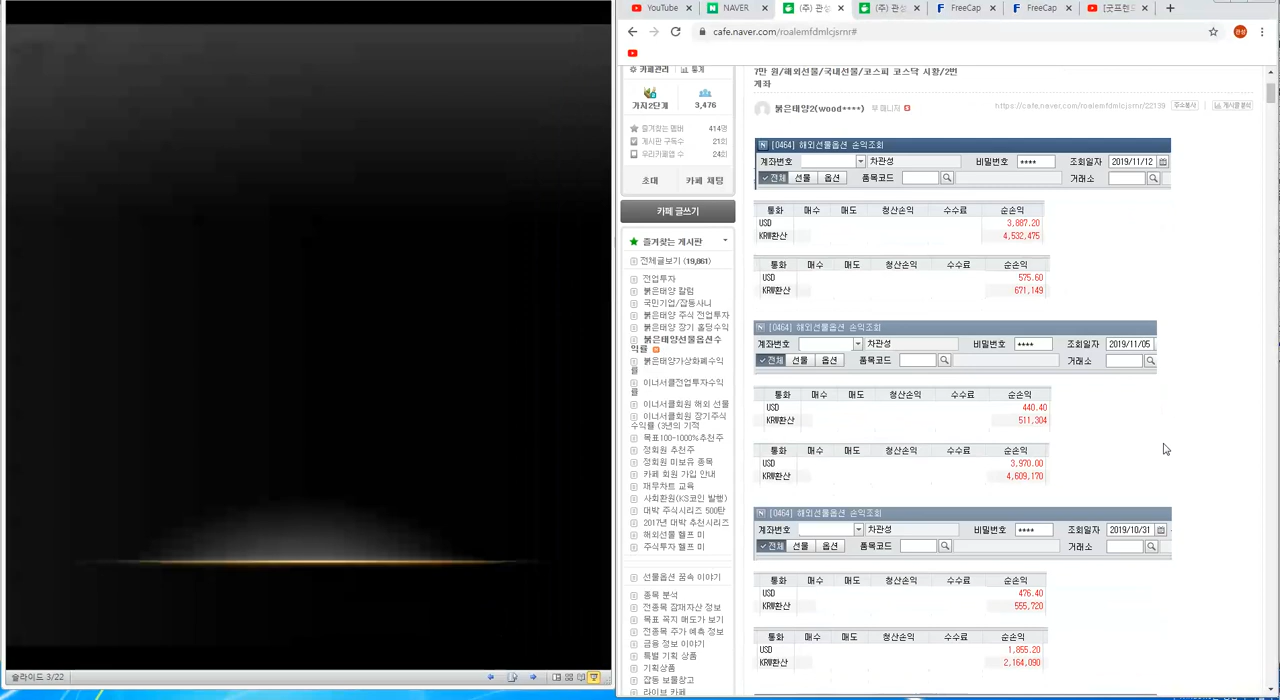 YouTube
NAVER
(주) 관성
(주) 관성
FreeCap
FreeCap
[굿프렌드
cafe.naver.com/roalemfdmlcjsrnr#
카페관리 통계
가지2단계 3,476
즐겨찾는 멤버 414명
게시판 구독수 21회
우리카페앱 수 24회
초대 카페 채팅
카페 글쓰기
즐겨찾는 게시판
전체글보기 (19,861)
전업투자
붉은태양 칼럼
국민기업/잡동사니
붉은태양 주식 전업투자
붉은태양 장기 홀딩수익
붉은태양선물옵션수
익률
붉은태양가상화폐수익
률
이너서클전업투자수익
률
이너서클회원 해외 선물
이너서클회원 장기주식
수익률 (3년의 기적
목표100-1000%추천주
정회원 추천주
정회원 미보유 종목
카페 회원 가입 안내
재무차트 교육
사회환원(KS코인 발행)
대박 주식시리즈 500탄
2017년 대박 추천시리즈
해외선물 헬프 미
주식투자 헬프 미
선물옵션 꿈속 이야기
종목 분석
전종목 잠재자산 정보
목표 꼭지 매도가 보기
전종목 주가 예측 정보
금융 정보 이야기
특별 기획 상품
기획상품
잡동 보물창고
라이브 카페
7만 원/해외선물/국내선물/코스피 코스닥 시황/2번
계좌
붉은태양2(wood****) 부매니저
https://cafe.naver.com/roalemfdmlcjsrnr/22139 주소복사 게시글분석
[0464] 해외선물옵션 손익조회
계좌번호 차관성 비밀번호 **** 조회일자 2019/11/12
전체 선물 옵션 품목코드 거래소
통화 매수 매도 청산손익 수수료 순손익
USD 3,887.20
KRW환산 4,532,475
통화 매수 매도 청산손익 수수료 순손익
USD 575.60
KRW환산 671,149
[0464] 해외선물옵션 손익조회
계좌번호 차관성 비밀번호 **** 조회일자 2019/11/05
전체 선물 옵션 품목코드 거래소
통화 매수 매도 청산손익 수수료 순손익
USD 440.40
KRW환산 511,304
통화 매수 매도 청산손익 수수료 순손익
USD 3,970.00
KRW환산 4,609,170
[0464] 해외선물옵션 손익조회
계좌번호 차관성 비밀번호 **** 조회일자 2019/10/31
전체 선물 옵션 품목코드 거래소
통화 매수 매도 청산손익 수수료 순손익
USD 476.40
KRW환산 555,720
통화 매수 매도 청산손익 수수료 순손익
USD 1,855.20
KRW환산 2,164,090
슬라이드 3/22